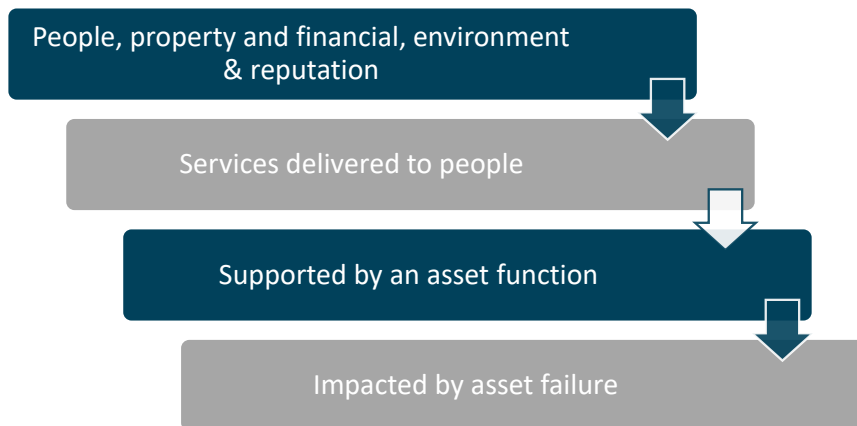 People, property and financial, environment
& reputation
Services delivered to people
Supported by an asset function
Impacted by asset failure